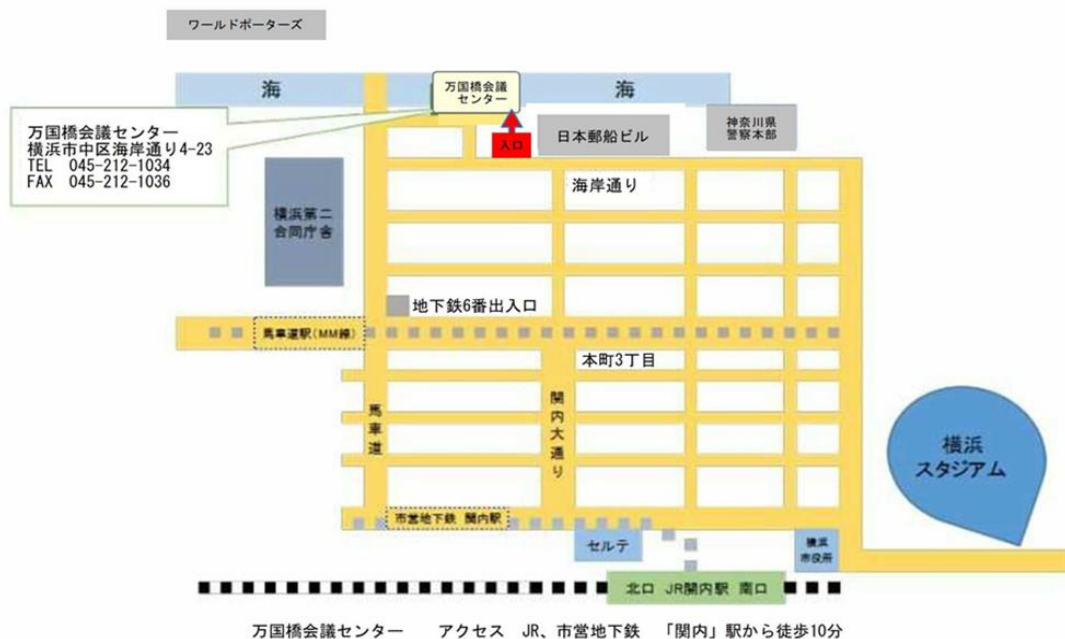 ワールドポーターズ
海
万国橋会議
センター
海
万国橋会議センター
横浜市中区海岸通り4-23
TEL 045-212-1034
FAX 045-212-1036
入口
日本郵船ビル
神奈川県
警察本部
海岸通り
横浜第二
合同庁舎
地下鉄6番出入口
馬車道駅(MM線)
本町3丁目
馬車道
関内大通り
横浜
スタジアム
市営地下鉄 関内駅
セルテ
横浜
市役所
北口 JR関内駅 南口
万国橋会議センター アクセス JR、市営地下鉄 「関内」駅から徒歩10分